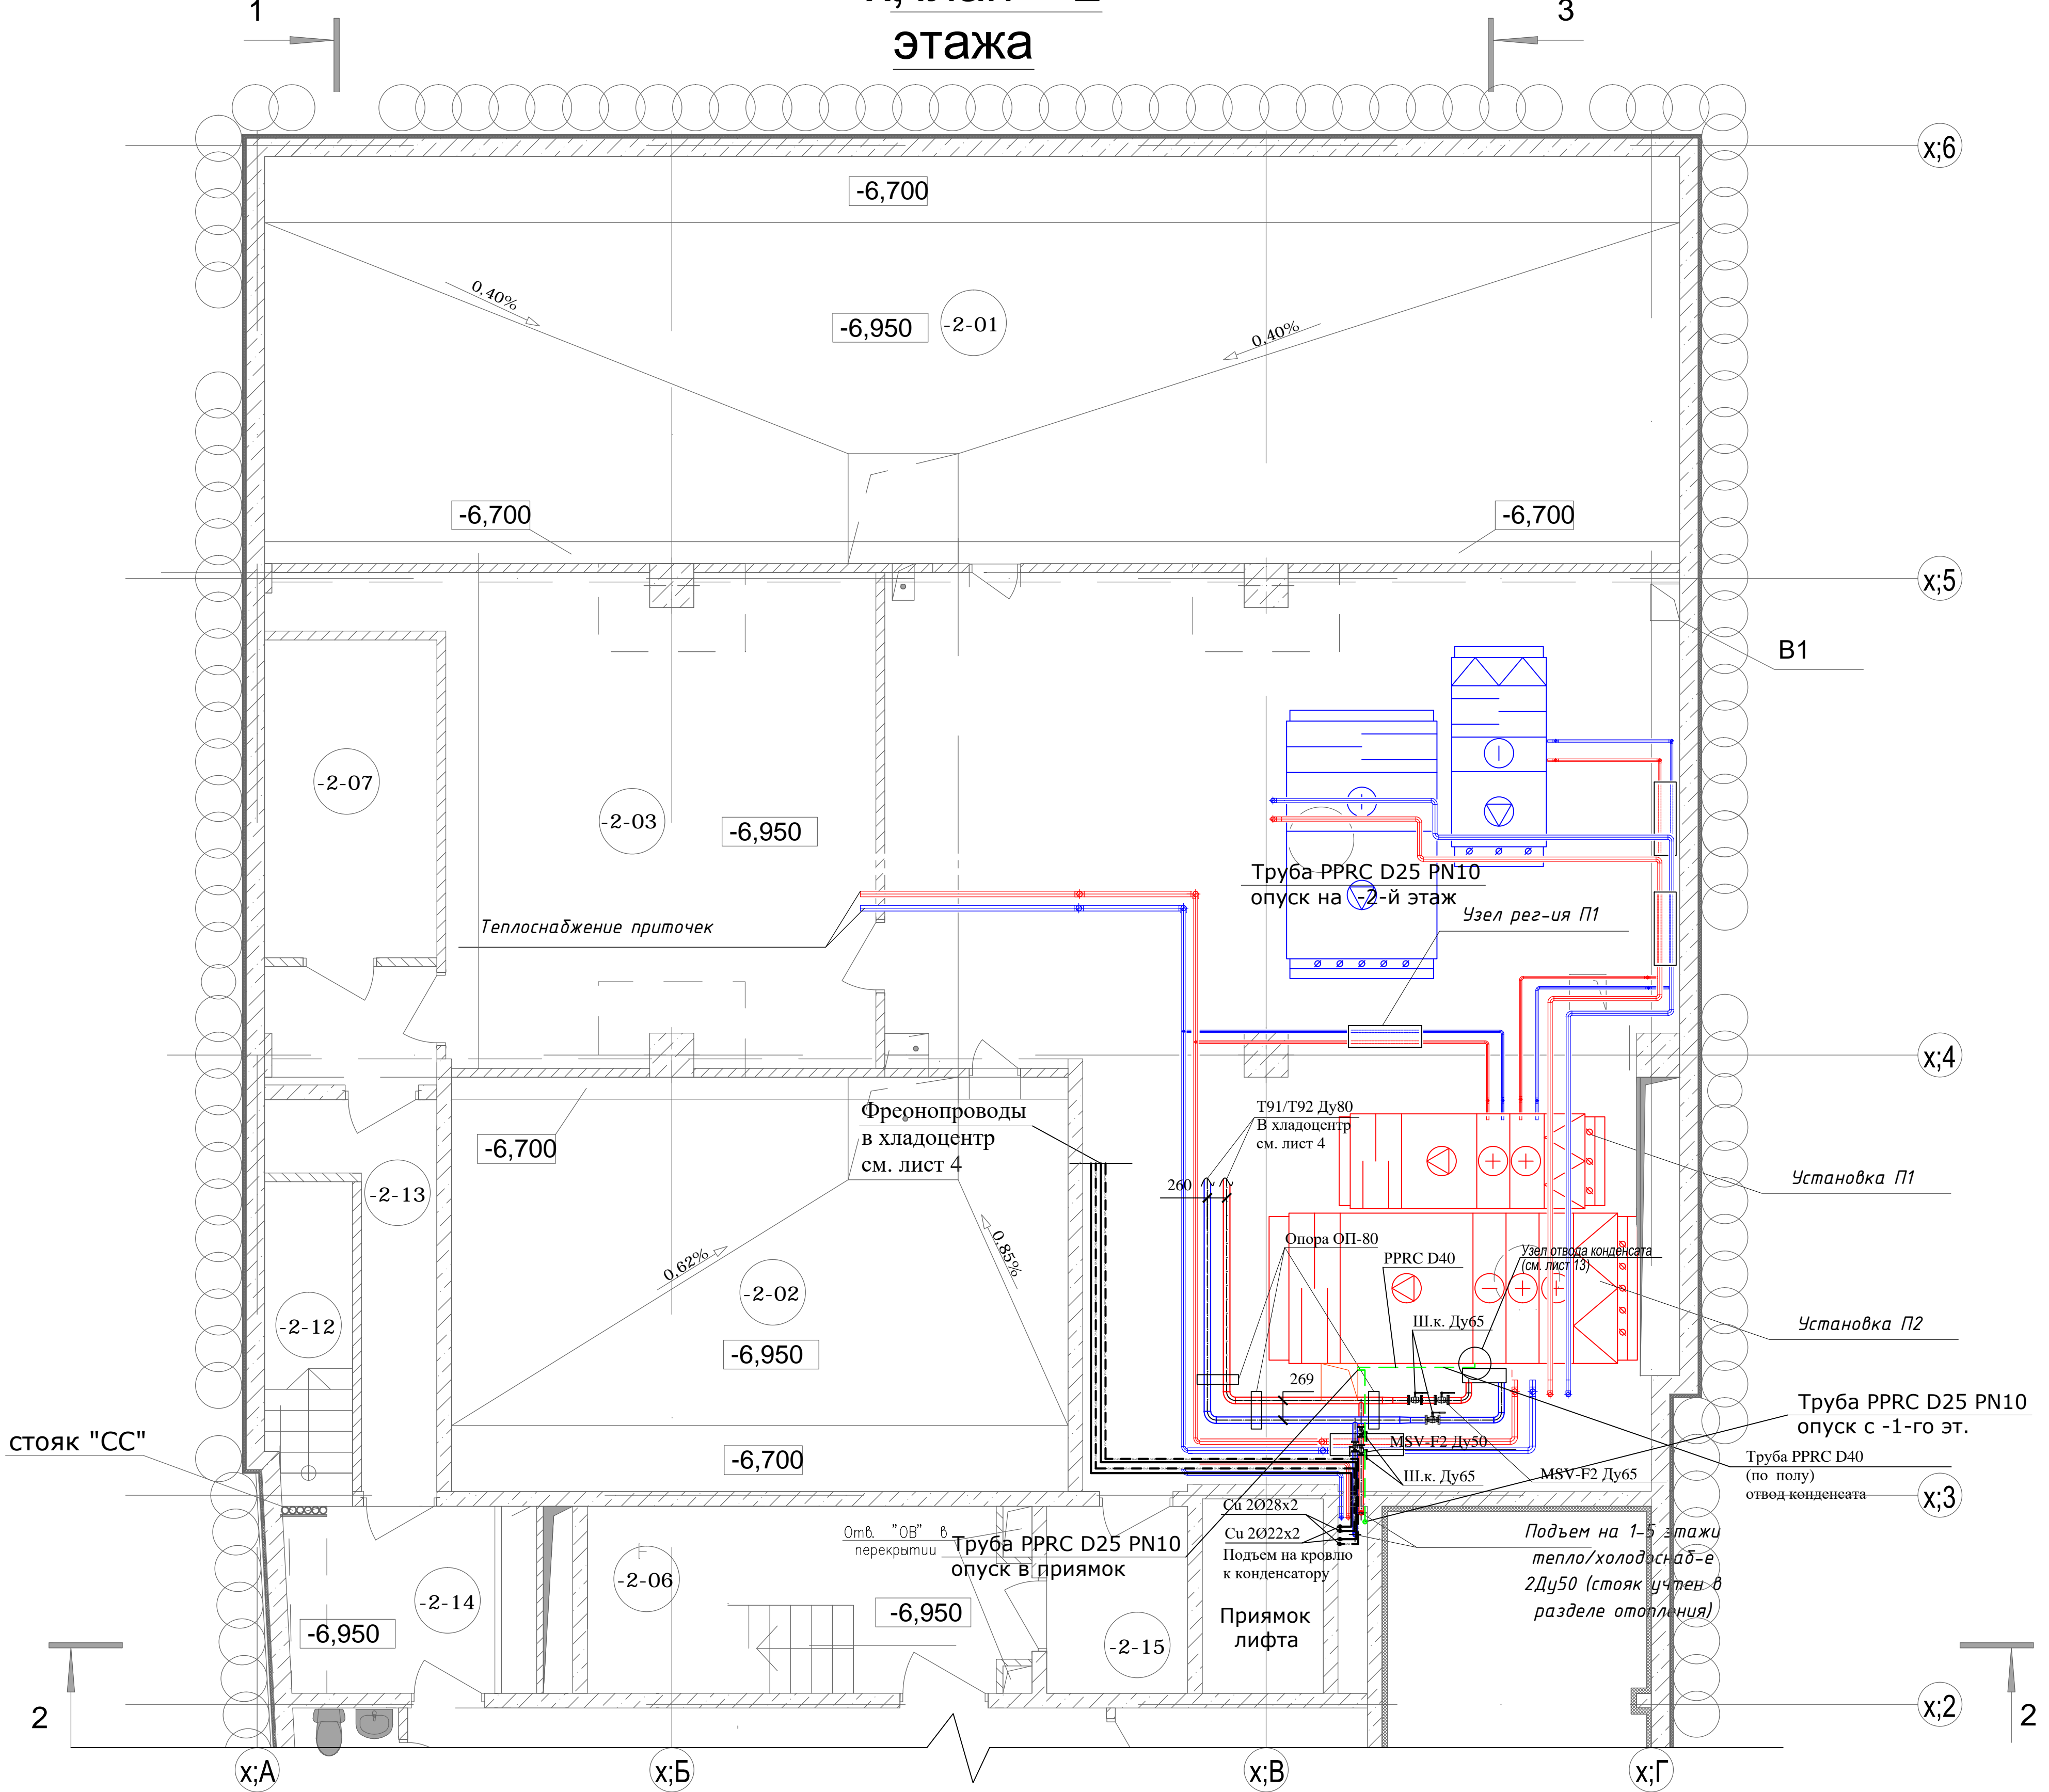 этажа
1
3
х;6
-6,700
0,40%
-6,950
-2-01
0,40%
-6,700
-6,700
х;5
В1
-2-07
-2-03
-6,950
Труба PPRC D25 PN10
опуск на -2-й этаж
Узел рег-ия П1
Теплоснабжение приточек
х;4
Фреонопроводы
в хладоцентр
см. лист 4
Т91/Т92 Ду80
В хладоцентр
см. лист 4
-6,700
260
Установка П1
-2-13
Опора ОП-80
PPRC D40
Узел отвода конденсата
(см. лист 13)
0,62%
0,85%
-2-02
-2-12
-6,950
Ш.к. Ду65
Установка П2
269
Труба PPRC D25 PN10
опуск с -1-го эт.
стояк "СС"
-6,700
MSV-F2 Ду50
Ш.к. Ду65
MSV-F2 Ду65
Труба PPRC D40
(по полу)
отвод конденсата
х;3
Cu 2Ø28x2
Cu 2Ø22x2
Подъем на кровлю
к конденсатору
Отв. "ОВ" в
перекрытии
Труба PPRC D25 PN10
опуск в приямок
Подъем на 1-5 этажи
тепло/холодоснаб-е
2Ду50 (стояк учтен в
разделе отопления)
-2-06
-2-14
-6,950
-6,950
-2-15
Приямок
лифта
2
2
х;2
х;А
х;Б
х;В
х;Г